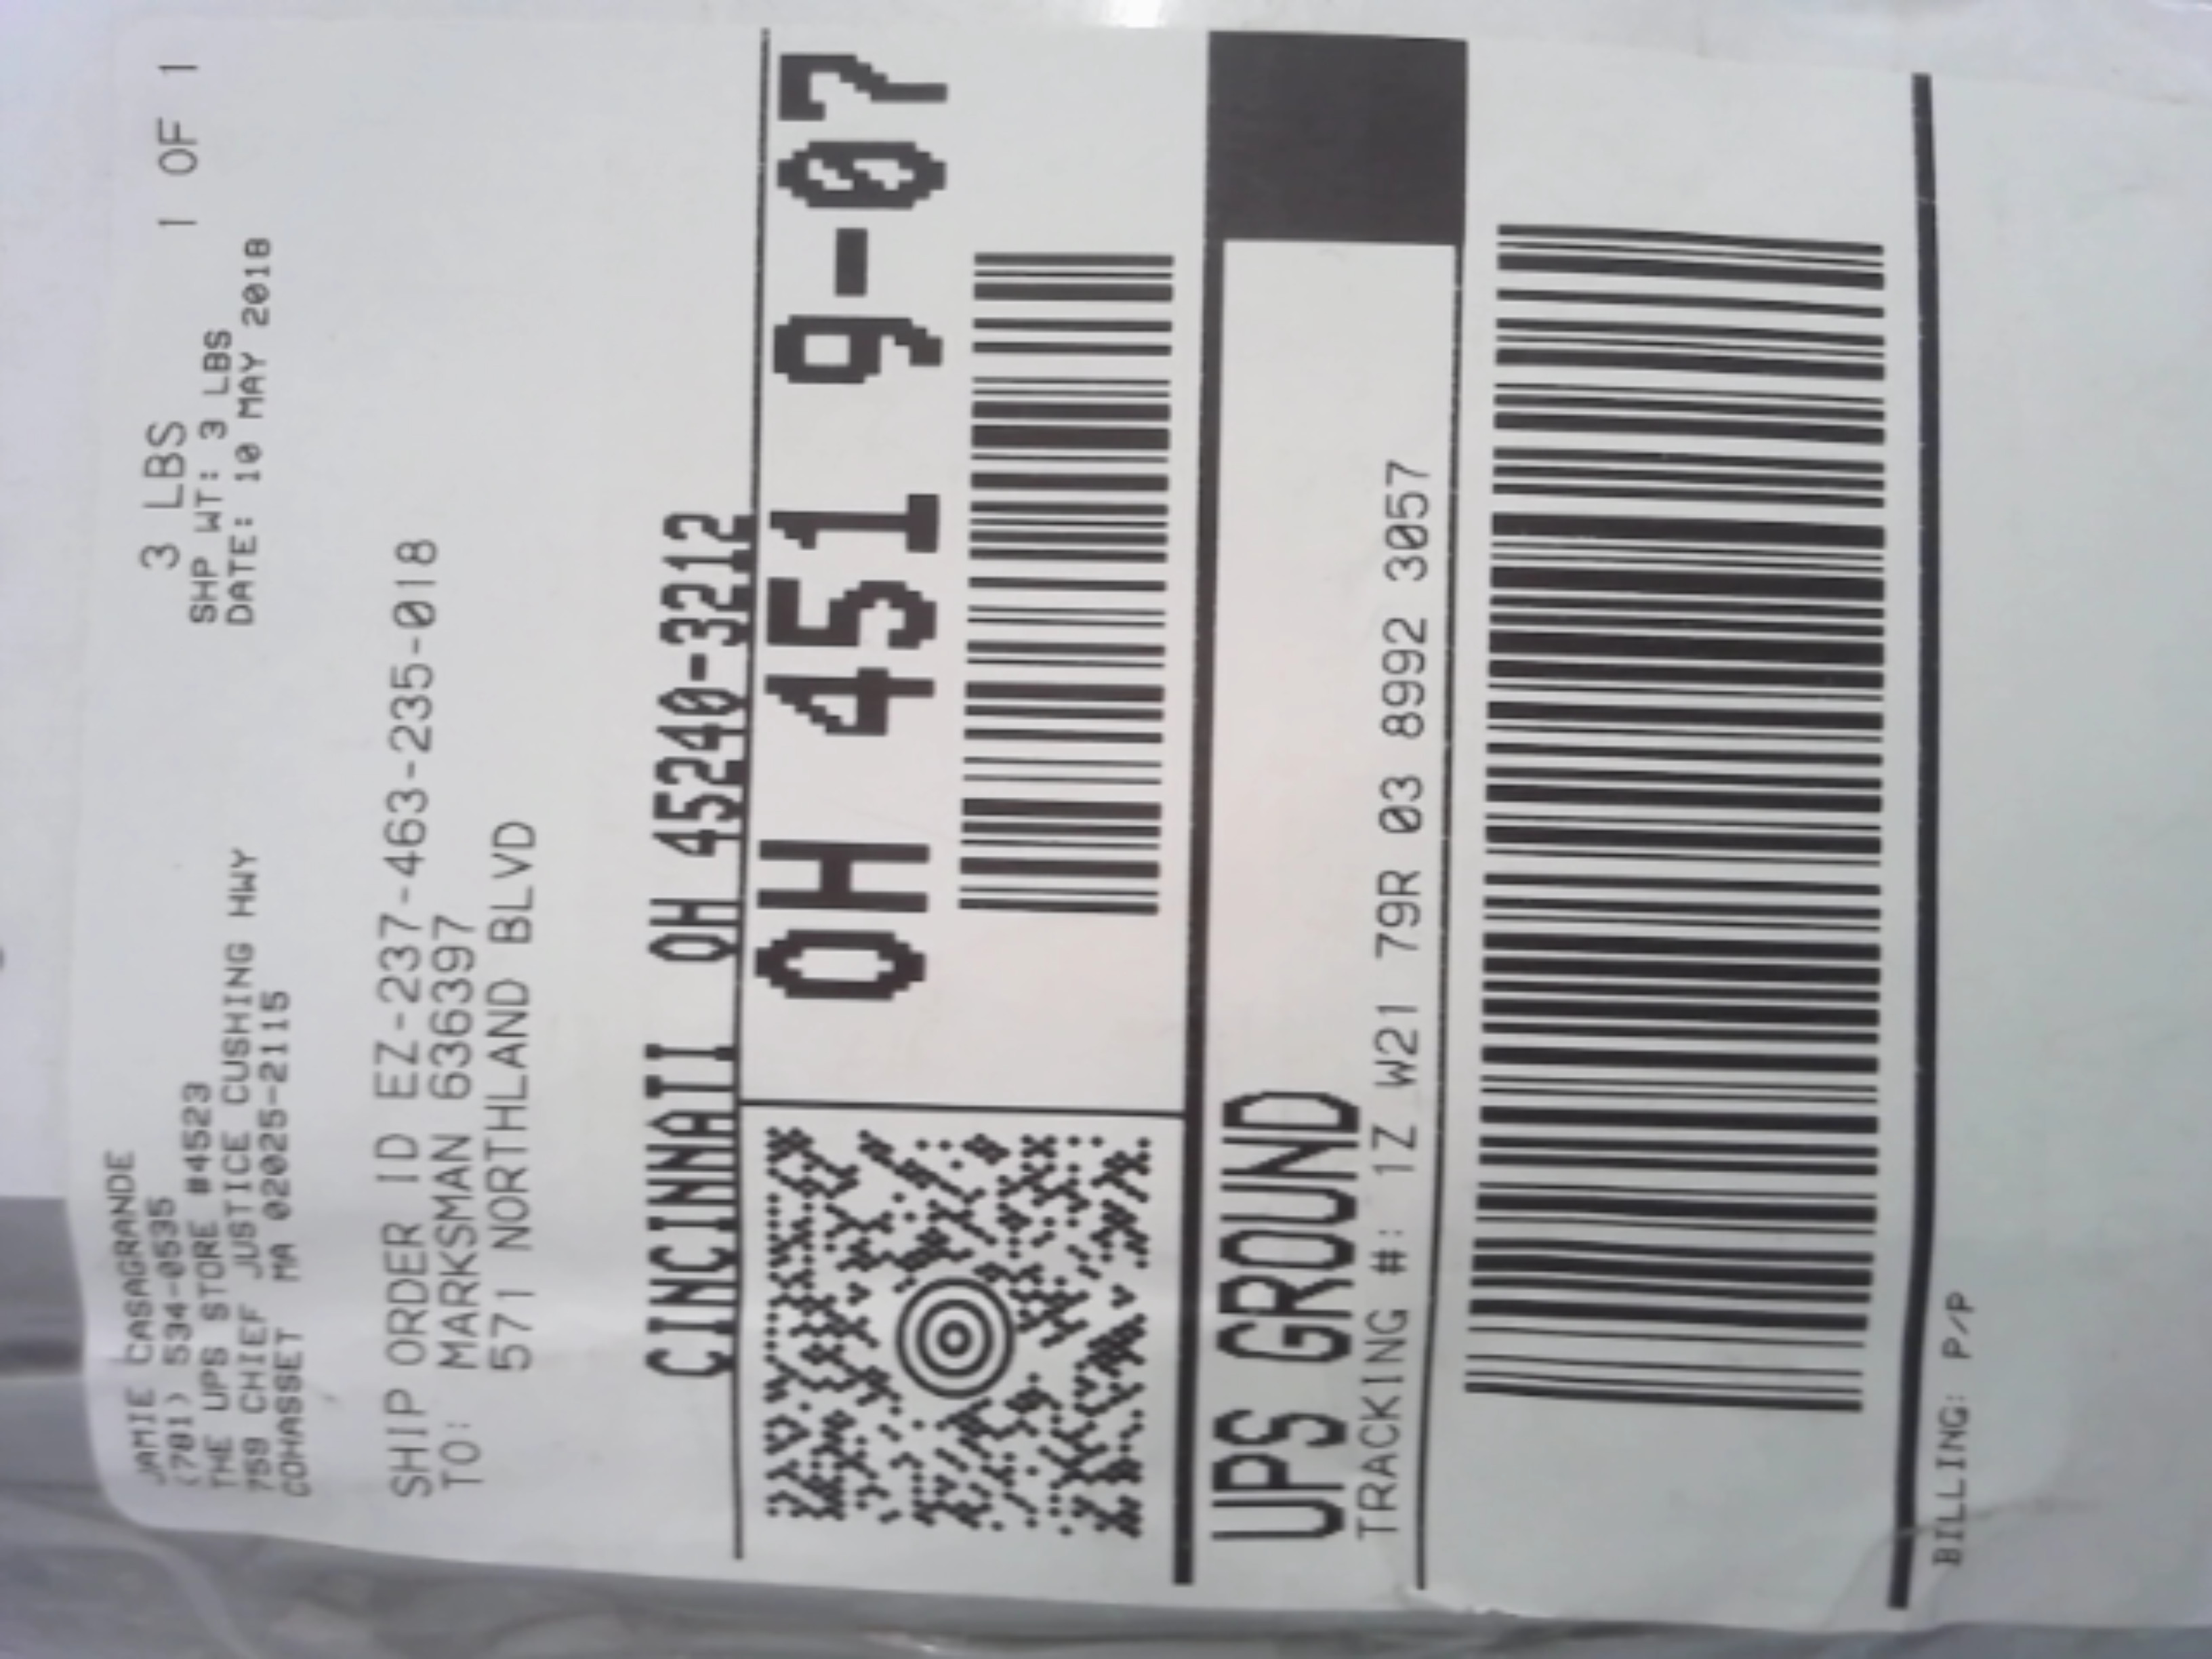 JAMIE CASAGRANDE
(781) 534-0535
THE UPS STORE #4523
759 CHIEF JUSTICE CUSHING HWY
COHASSET MA 02025-2115
3 LBS
1 OF 1
SHP WT: 3 LBS
DATE: 10 MAY 2018
SHIP ORDER ID EZ-237-463-235-018
TO: MARKSMAN 636397
571 NORTHLAND BLVD
CINCINNATI OH 45240-3212
OH 451 9-07
UPS GROUND
TRACKING #: 1Z W21 79R 03 8992 3057
BILLING: P/P